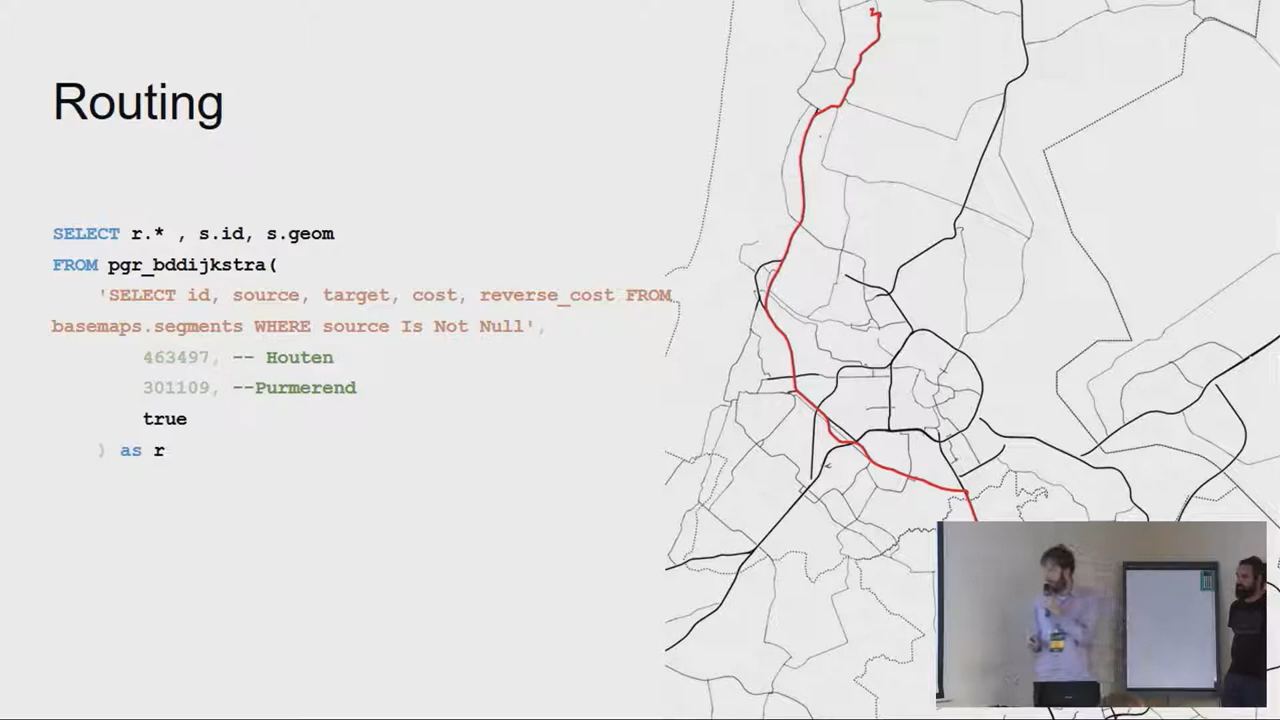 Routing
SELECT r.* , s.id, s.geom
FROM pgr_bddijkstra(
'SELECT id, source, target, cost, reverse_cost FROM
basemaps.segments WHERE source Is Not Null',
463497, -- Houten
301109, --Purmerend
true
) as r